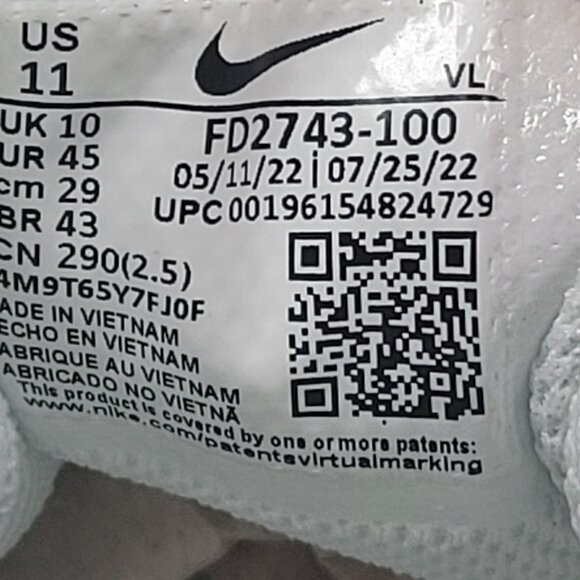 US
11
VL
UK 10
UR 45
cm 29
BR 43
CN 290(2.5)
4M9T65Y7FJ0F
FD2743-100
05/11/22 | 07/25/22
UPC 00196154824729
ADE IN VIETNAM
ECHO EN VIETNAM
ABRIQUE AU VIETNAM
ABRICADO NO VIETNÃ
This product is covered by one or more patents:
www.nike.com/patentsvirtualmarking